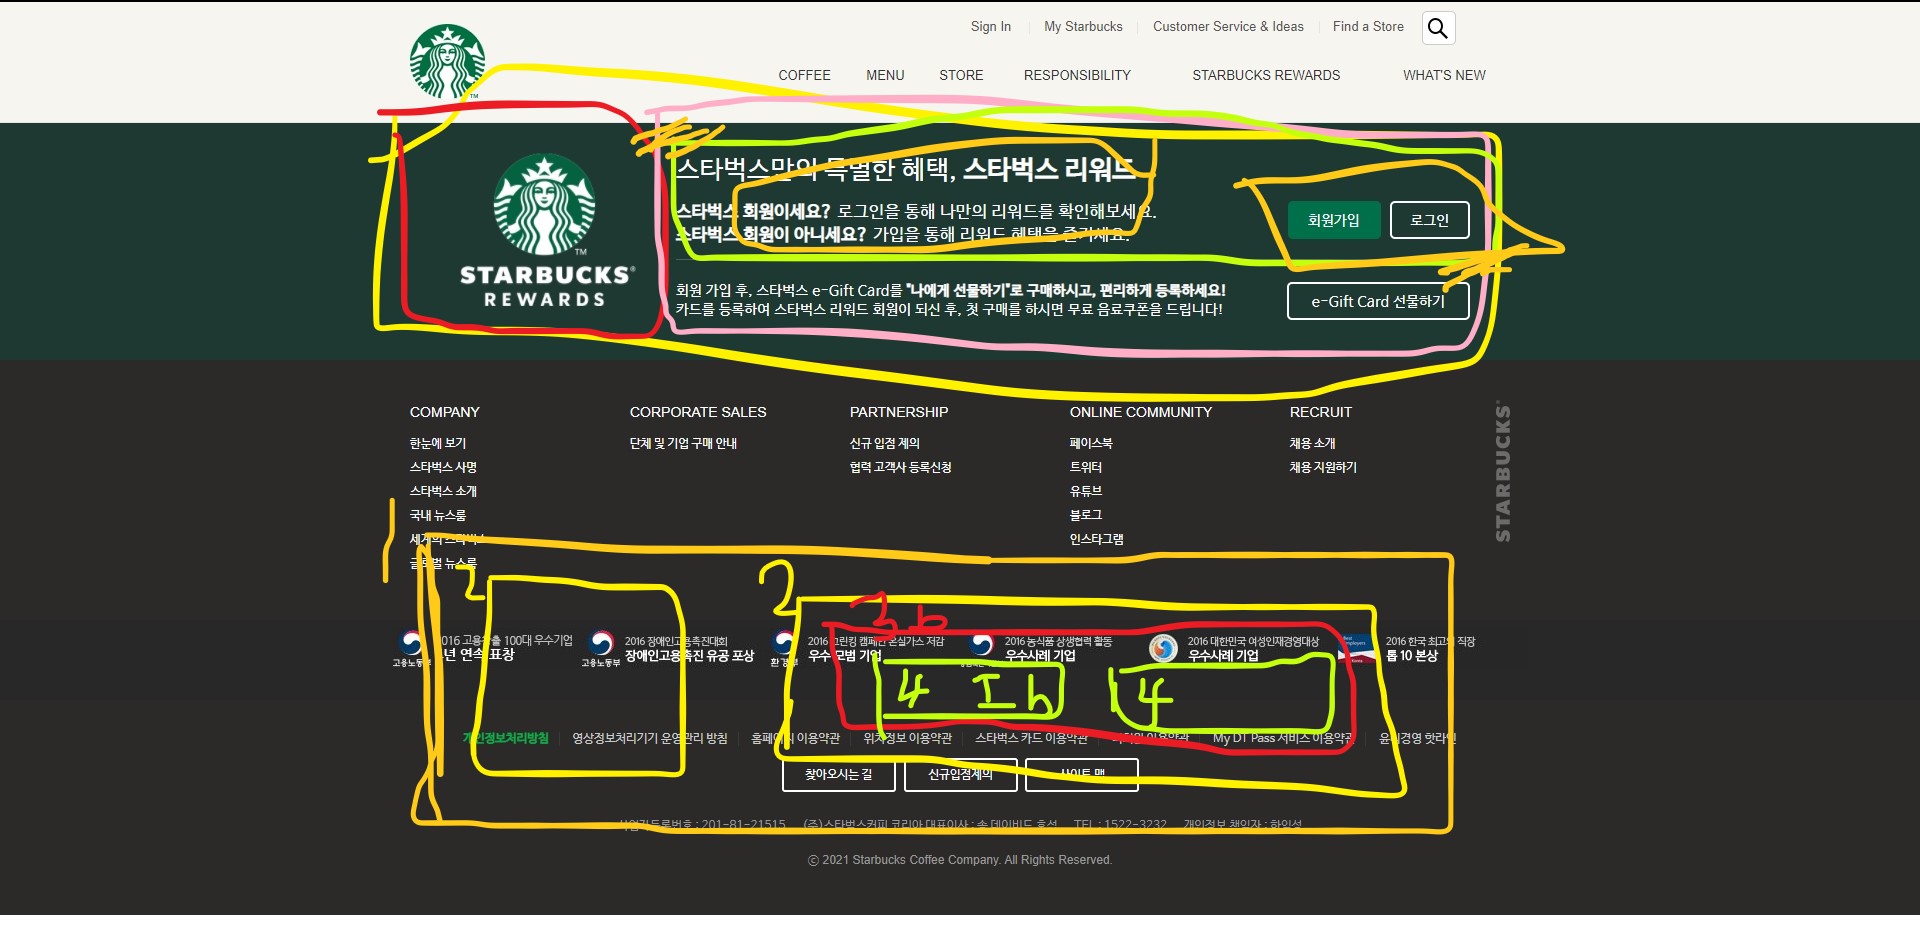 Sign In My Starbucks Customer Service & Ideas Find a Store
COFFEE MENU STORE RESPONSIBILITY STARBUCKS REWARDS WHAT'S NEW
TM
스타벅스만의 특별한 혜택, 스타벅스 리워드
스타벅스 회원이세요? 로그인을 통해 나만의 리워드를 확인해보세요.
스타벅스 회원이 아니세요? 가입을 통해 리워드 혜택을 즐기세요.
회원가입 로그인
TM
STARBUCKS®
REWARDS
회원 가입 후, 스타벅스 e-Gift Card를 "나에게 선물하기"로 구매하시고, 편리하게 등록하세요!
카드를 등록하여 스타벅스 리워드 회원이 되신 후, 첫 구매를 하시면 무료 음료쿠폰을 드립니다!
e-Gift Card 선물하기
COMPANY CORPORATE SALES PARTNERSHIP ONLINE COMMUNITY RECRUIT
한눈에 보기 단체 및 기업 구매 안내 신규 입점 제의 페이스북 채용 소개
스타벅스 사명 협력 고객사 등록신청 트위터 채용 지원하기
스타벅스 소개 유튜브
국내 뉴스룸 블로그
세계의 스타벅스 인스타그램
글로벌 뉴스룸
STARBUCKS
1
2 2
3 b
고용노동부 2016 고용창출 100대 우수기업
년 연속 표창
고용노동부 2016 장애인고용촉진대회
장애인고용촉진 유공 포상
환경부 2016 그린킹 캠페인 온실가스 저감
우수 모범 기업
2016 농식품 상생협력 활동
우수사례 기업
2016 대한민국 여성인재경영대상
우수사례 기업
2016 한국 최고의 직장
톱 10 본상
4 I b 4
개인정보처리방침 영상정보처리기기 운영관리 방침 홈페이지 이용약관 위치정보 이용약관 스타벅스 카드 이용약관 비회원 이용약관 My DT Pass 서비스 이용약관 윤리경영 핫라인
찾아오시는 길 신규입점제의 사이트 맵
사업자등록번호 : 201-81-21515 (주)스타벅스커피 코리아 대표이사 : 송 데이비드 호섭 TEL : 1522-3232 개인정보 책임자 : 하익성
ⓒ 2021 Starbucks Coffee Company. All Rights Reserved.